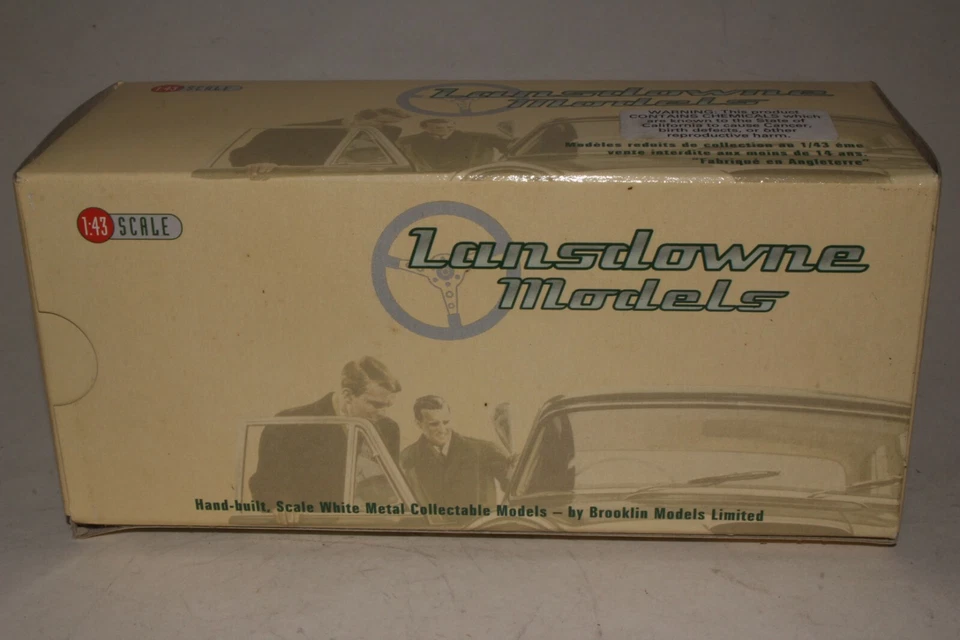 1:43 SCALE
Lansdowne
Models
WARNING: This product
CONTAINS CHEMICALS which
are known to the State of
California to cause Cancer,
birth defects, or other
reproductive harm.
Modèles reduits de collection au 1/43 éme
vente interdite aux moins de 14 ans.
"Fabriqué en Angleterre"
1:43 SCALE
Lansdowne
Models
Hand-built, Scale White Metal Collectable Models – by Brooklin Models Limited